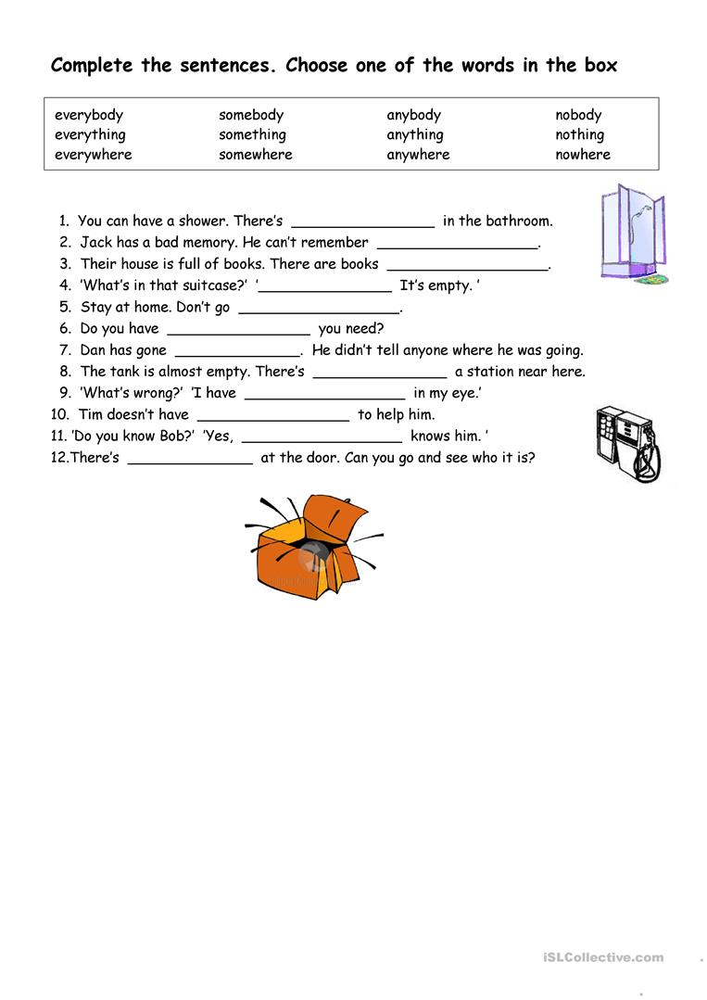 Complete the sentences. Choose one of the words in the box
everybody somebody anybody nobody
everything something anything nothing
everywhere somewhere anywhere nowhere
1. You can have a shower. There’s _________________ in the bathroom.
2. Jack has a bad memory. He can’t remember ___________________.
3. Their house is full of books. There are books ___________________.
4. ‘What’s in that suitcase?’ ‘________________ It’s empty. ’
5. Stay at home. Don’t go ___________________.
6. Do you have _________________ you need?
7. Dan has gone _______________. He didn’t tell anyone where he was going.
8. The tank is almost empty. There’s ________________ a station near here.
9. ‘What’s wrong?’ ‘I have ___________________ in my eye.’
10. Tim doesn’t have __________________ to help him.
11. ‘Do you know Bob?’ ‘Yes, ___________________ knows him. ’
12.There’s _______________ at the door. Can you go and see who it is?
iSLCollective.com